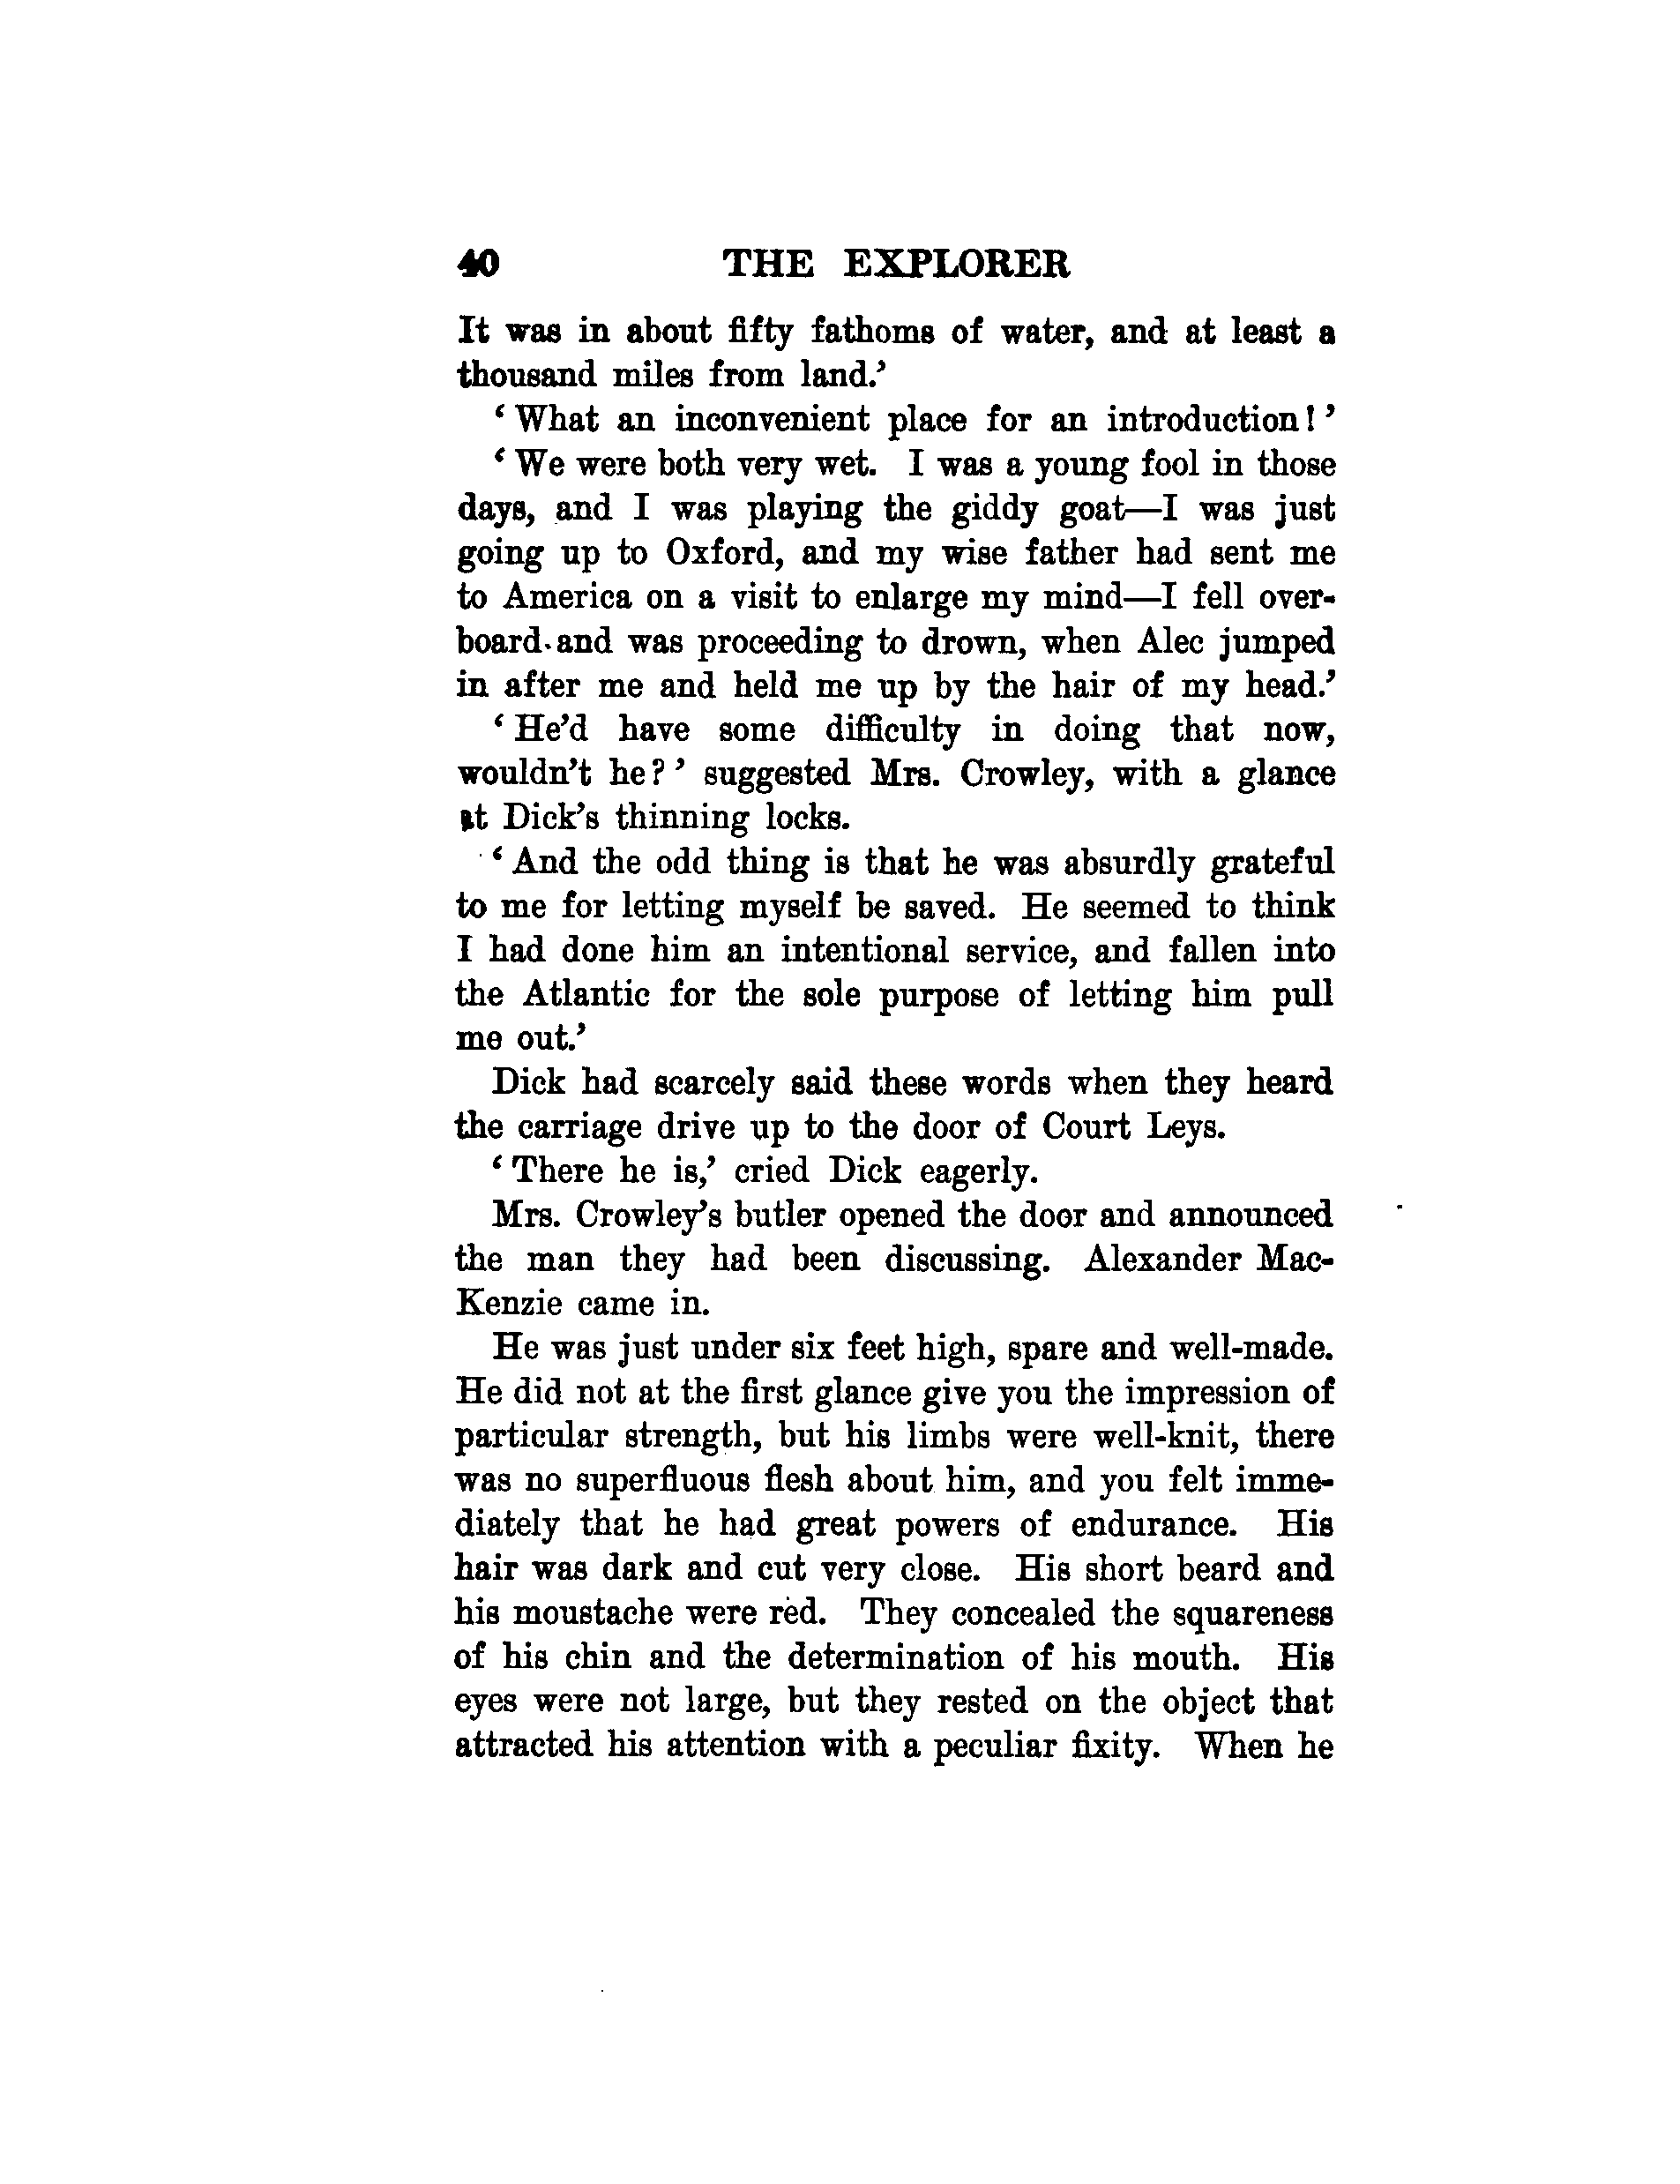 40 THE EXPLORER
It was in about fifty fathoms of water, and at least a
thousand miles from land.’
‘What an inconvenient place for an introduction!’
‘We were both very wet. I was a young fool in those
days, and I was playing the giddy goat—I was just
going up to Oxford, and my wise father had sent me
to America on a visit to enlarge my mind—I fell over-
board and was proceeding to drown, when Alec jumped
in after me and held me up by the hair of my head.’
‘He’d have some difficulty in doing that now,
wouldn’t he?’ suggested Mrs. Crowley, with a glance
at Dick’s thinning locks.
‘And the odd thing is that he was absurdly grateful
to me for letting myself be saved. He seemed to think
I had done him an intentional service, and fallen into
the Atlantic for the sole purpose of letting him pull
me out.’
Dick had scarcely said these words when they heard
the carriage drive up to the door of Court Leys.
‘There he is,’ cried Dick eagerly.
Mrs. Crowley’s butler opened the door and announced
the man they had been discussing. Alexander Mac-
Kenzie came in.
He was just under six feet high, spare and well-made.
He did not at the first glance give you the impression of
particular strength, but his limbs were well-knit, there
was no superfluous flesh about him, and you felt imme-
diately that he had great powers of endurance. His
hair was dark and cut very close. His short beard and
his moustache were red. They concealed the squareness
of his chin and the determination of his mouth. His
eyes were not large, but they rested on the object that
attracted his attention with a peculiar fixity. When he